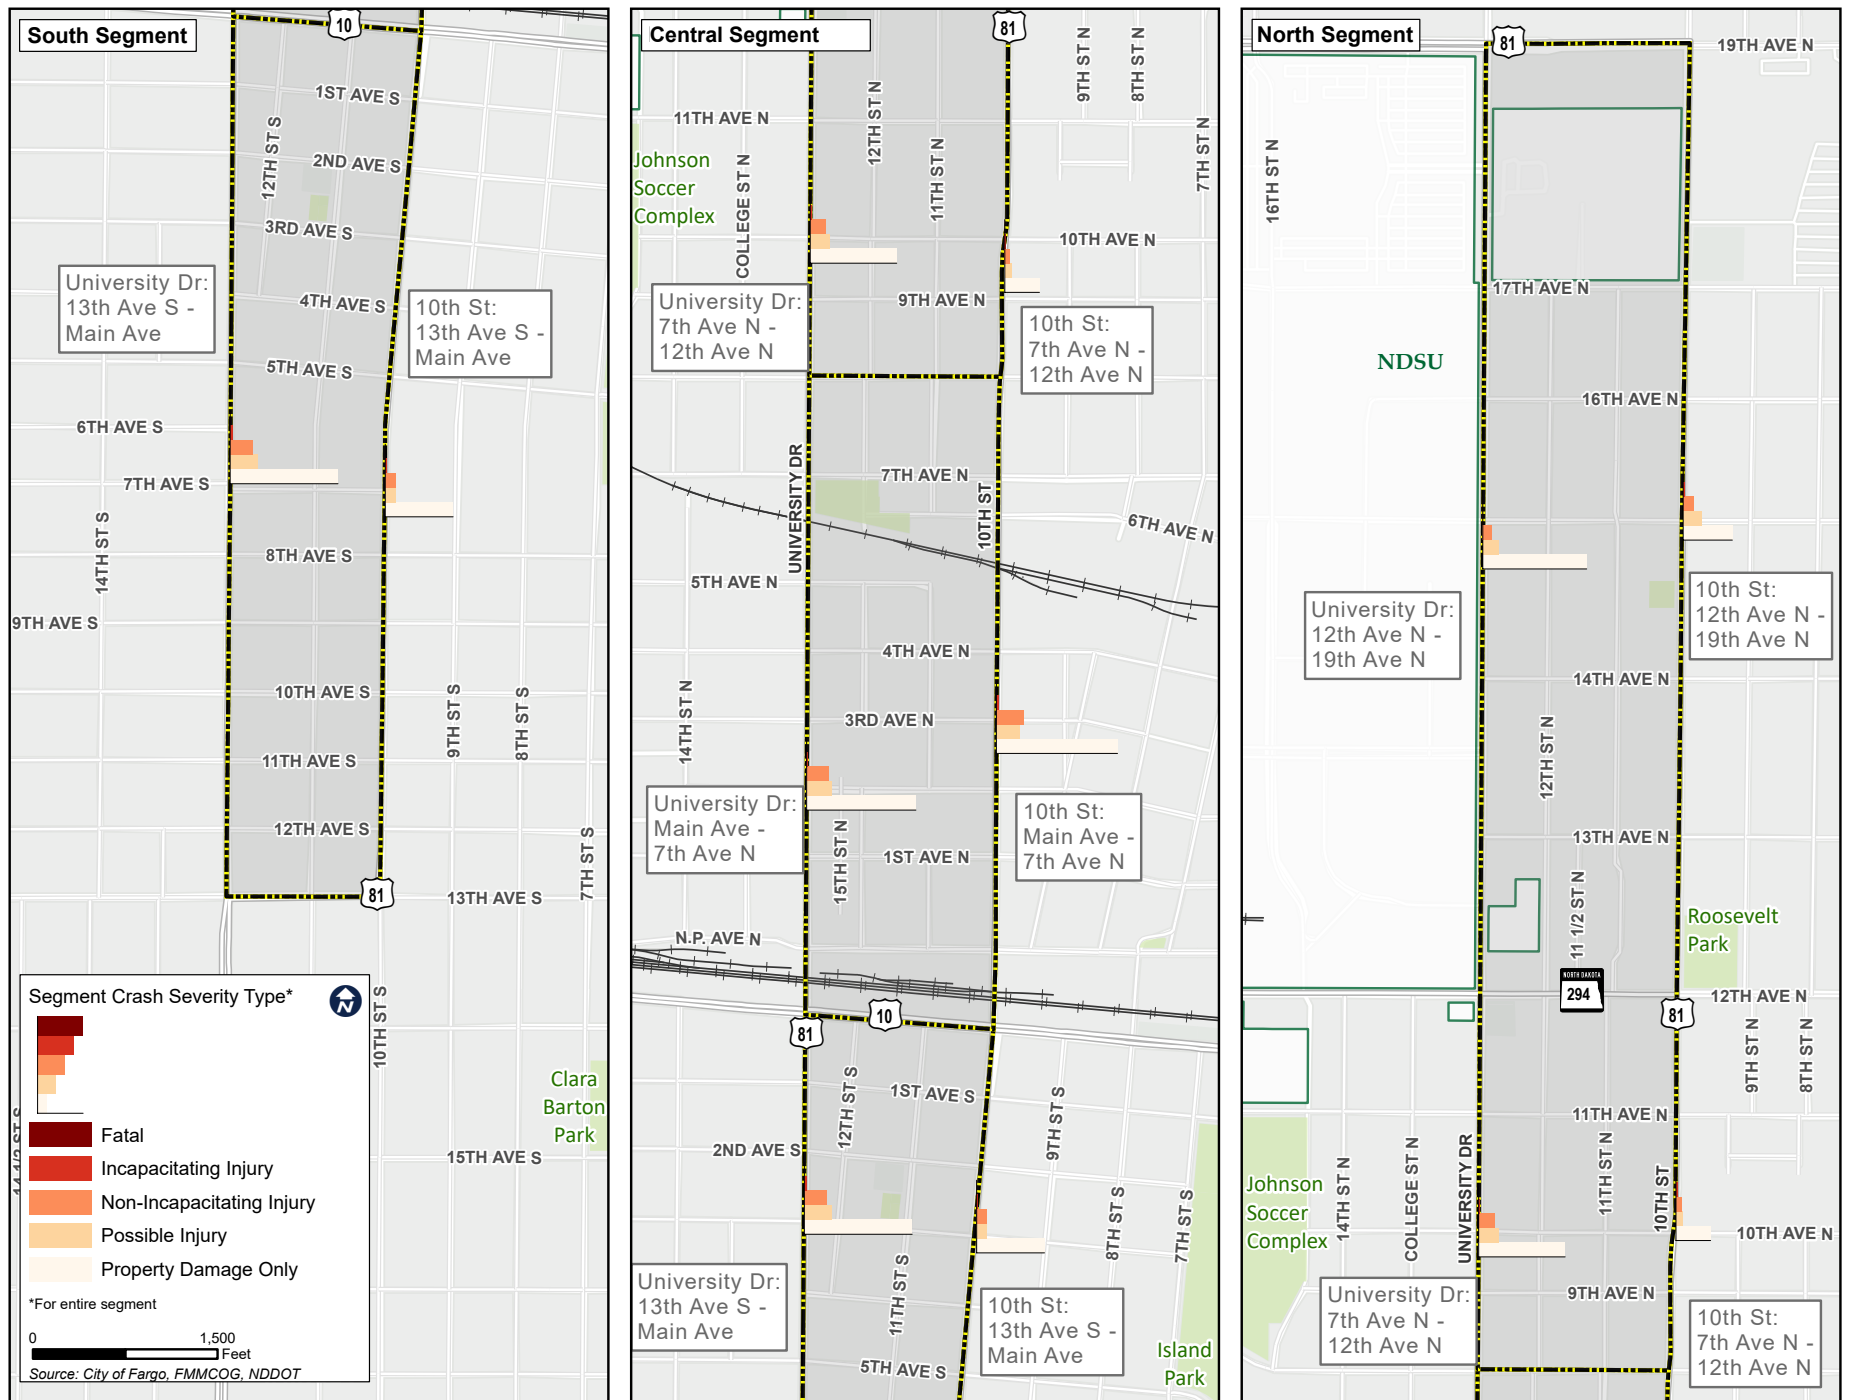 South Segment
10
1ST AVE S
12TH ST S
2ND AVE S
3RD AVE S
University Dr:
13th Ave S -
Main Ave
4TH AVE S
10th St:
13th Ave S -
Main Ave
5TH AVE S
6TH AVE S
7TH AVE S
14TH ST S
8TH AVE S
9TH AVE S
10TH AVE S
9TH ST S
8TH ST S
11TH AVE S
12TH AVE S
7TH ST S
81
13TH AVE S
10TH ST S
Clara
Barton
Park
15TH AVE S
14 1/2 ST S
Segment Crash Severity Type*
N
Fatal
Incapacitating Injury
Non-Incapacitating Injury
Possible Injury
Property Damage Only
*For entire segment
0
1,500
Feet
Source: City of Fargo, FMMCOG, NDDOT
Central Segment
81
9TH ST N
8TH ST N
11TH AVE N
12TH ST N
7TH ST N
Johnson
Soccer
Complex
COLLEGE ST N
11TH ST N
10TH AVE N
University Dr:
7th Ave N -
12th Ave N
9TH AVE N
10th St:
7th Ave N -
12th Ave N
UNIVERSITY DR
7TH AVE N
10TH ST
6TH AVE N
5TH AVE N
4TH AVE N
14TH ST N
3RD AVE N
University Dr:
Main Ave -
7th Ave N
10th St:
Main Ave -
7th Ave N
15TH ST N
1ST AVE N
N.P. AVE N
10
81
12TH ST S
1ST AVE S
9TH ST S
2ND AVE S
8TH ST S
7TH ST S
University Dr:
13th Ave S -
Main Ave
11TH ST S
10th St:
13th Ave S -
Main Ave
5TH AVE S
Island
Park
North Segment
81
19TH AVE N
16TH ST N
17TH AVE N
NDSU
16TH AVE N
University Dr:
12th Ave N -
19th Ave N
10th St:
12th Ave N -
19th Ave N
14TH AVE N
12TH ST N
13TH AVE N
11 1/2 ST N
Roosevelt
Park
NORTH DAKOTA
294
12TH AVE N
81
9TH ST N
8TH ST N
11TH AVE N
14TH ST N
COLLEGE ST N
UNIVERSITY DR
11TH ST N
10TH ST
Johnson
Soccer
Complex
10TH AVE N
University Dr:
7th Ave N -
12th Ave N
9TH AVE N
10th St:
7th Ave N -
12th Ave N